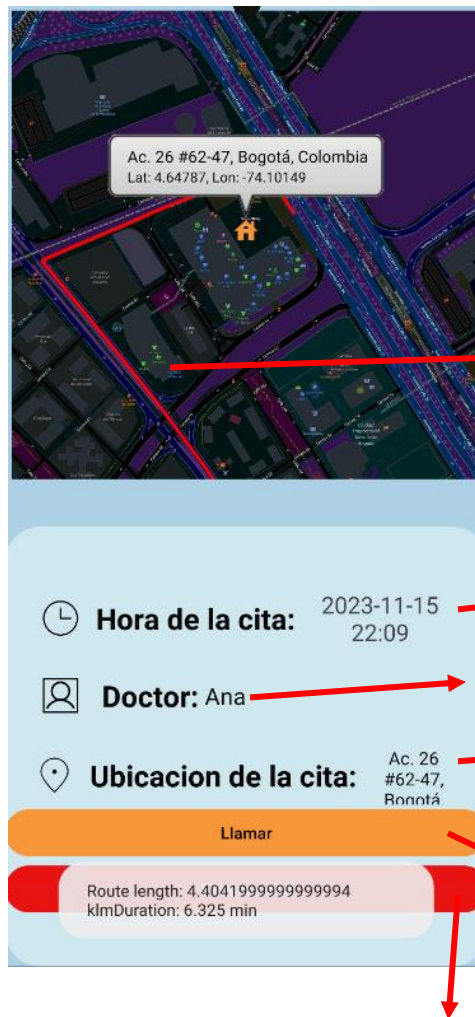 Ac. 26 #62-47, Bogotá, Colombia
Lat: 4.64787, Lon: -74.10149
Hora de la cita:
2023-11-15
22:09
Doctor: Ana
Ubicacion de la cita:
Ac. 26
#62-47,
Bogotá,
Llamar
Route length: 4.4041999999999994
klmDuration: 6.325 min